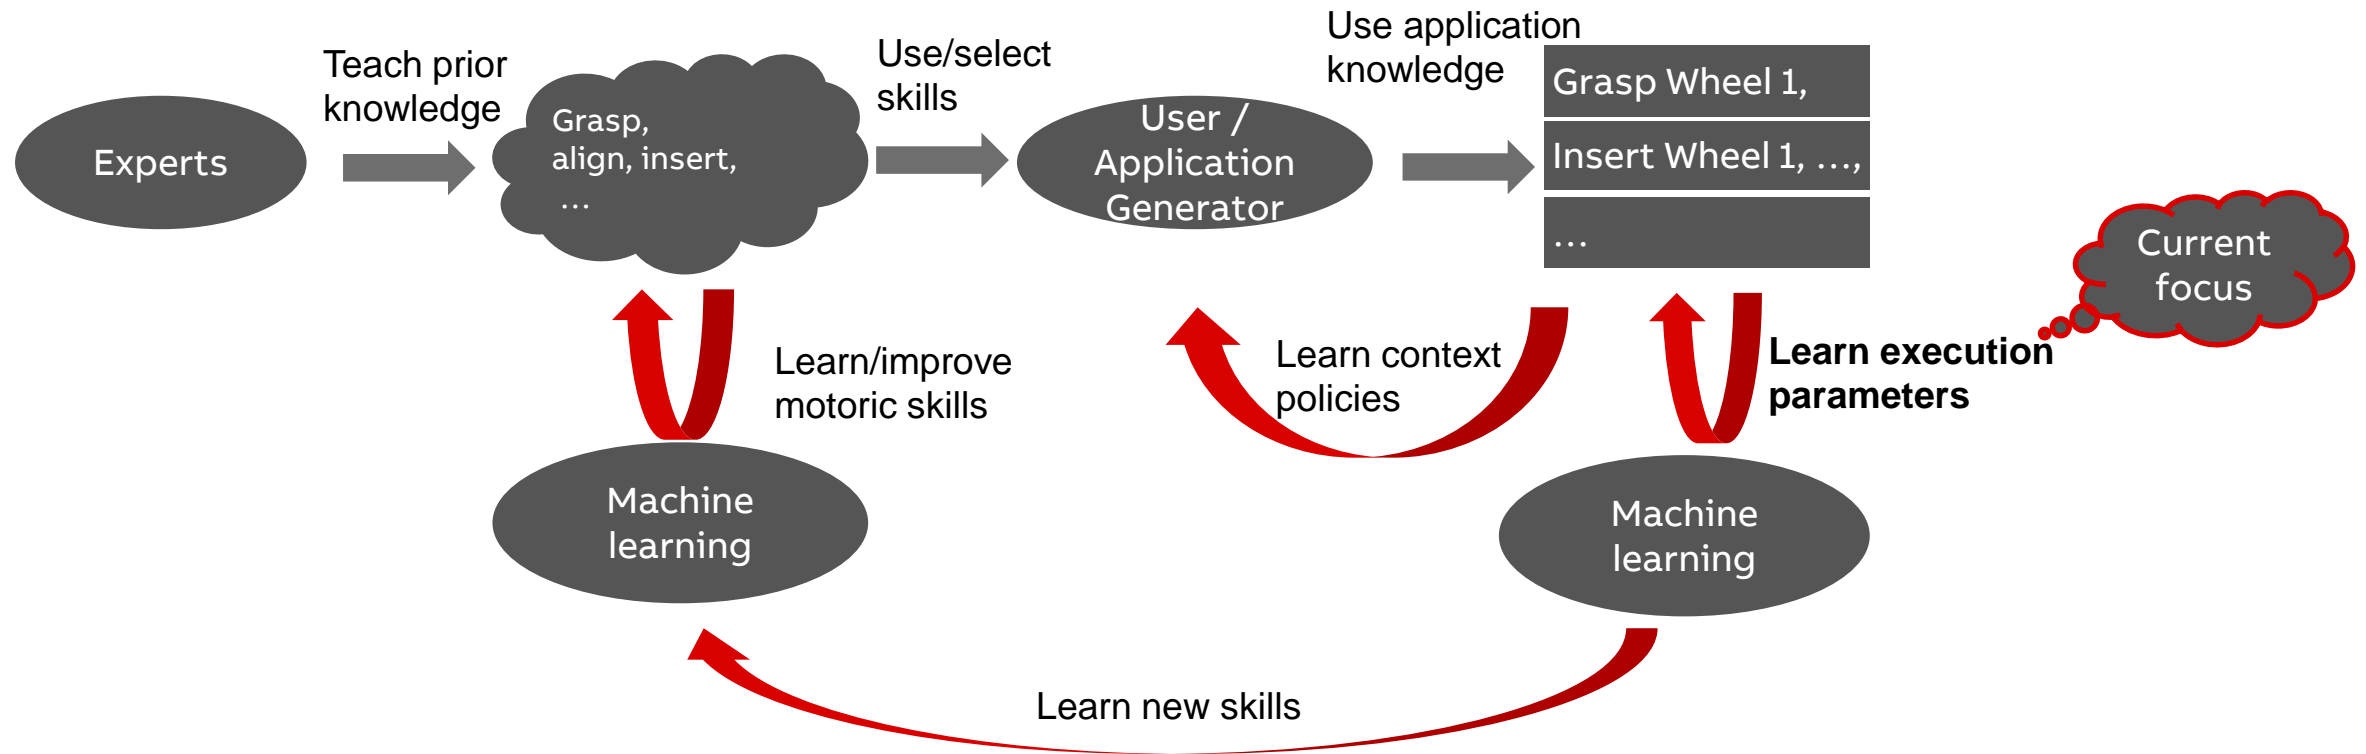 Experts
Teach prior
knowledge
Grasp,
align, insert,
...
Use/select
skills
User /
Application
Generator
Use application
knowledge
Grasp Wheel 1,
Insert Wheel 1, ...,
...
Current
focus
Learn/improve
motoric skills
Learn context
policies
Learn execution
parameters
Machine
learning
Machine
learning
Learn new skills